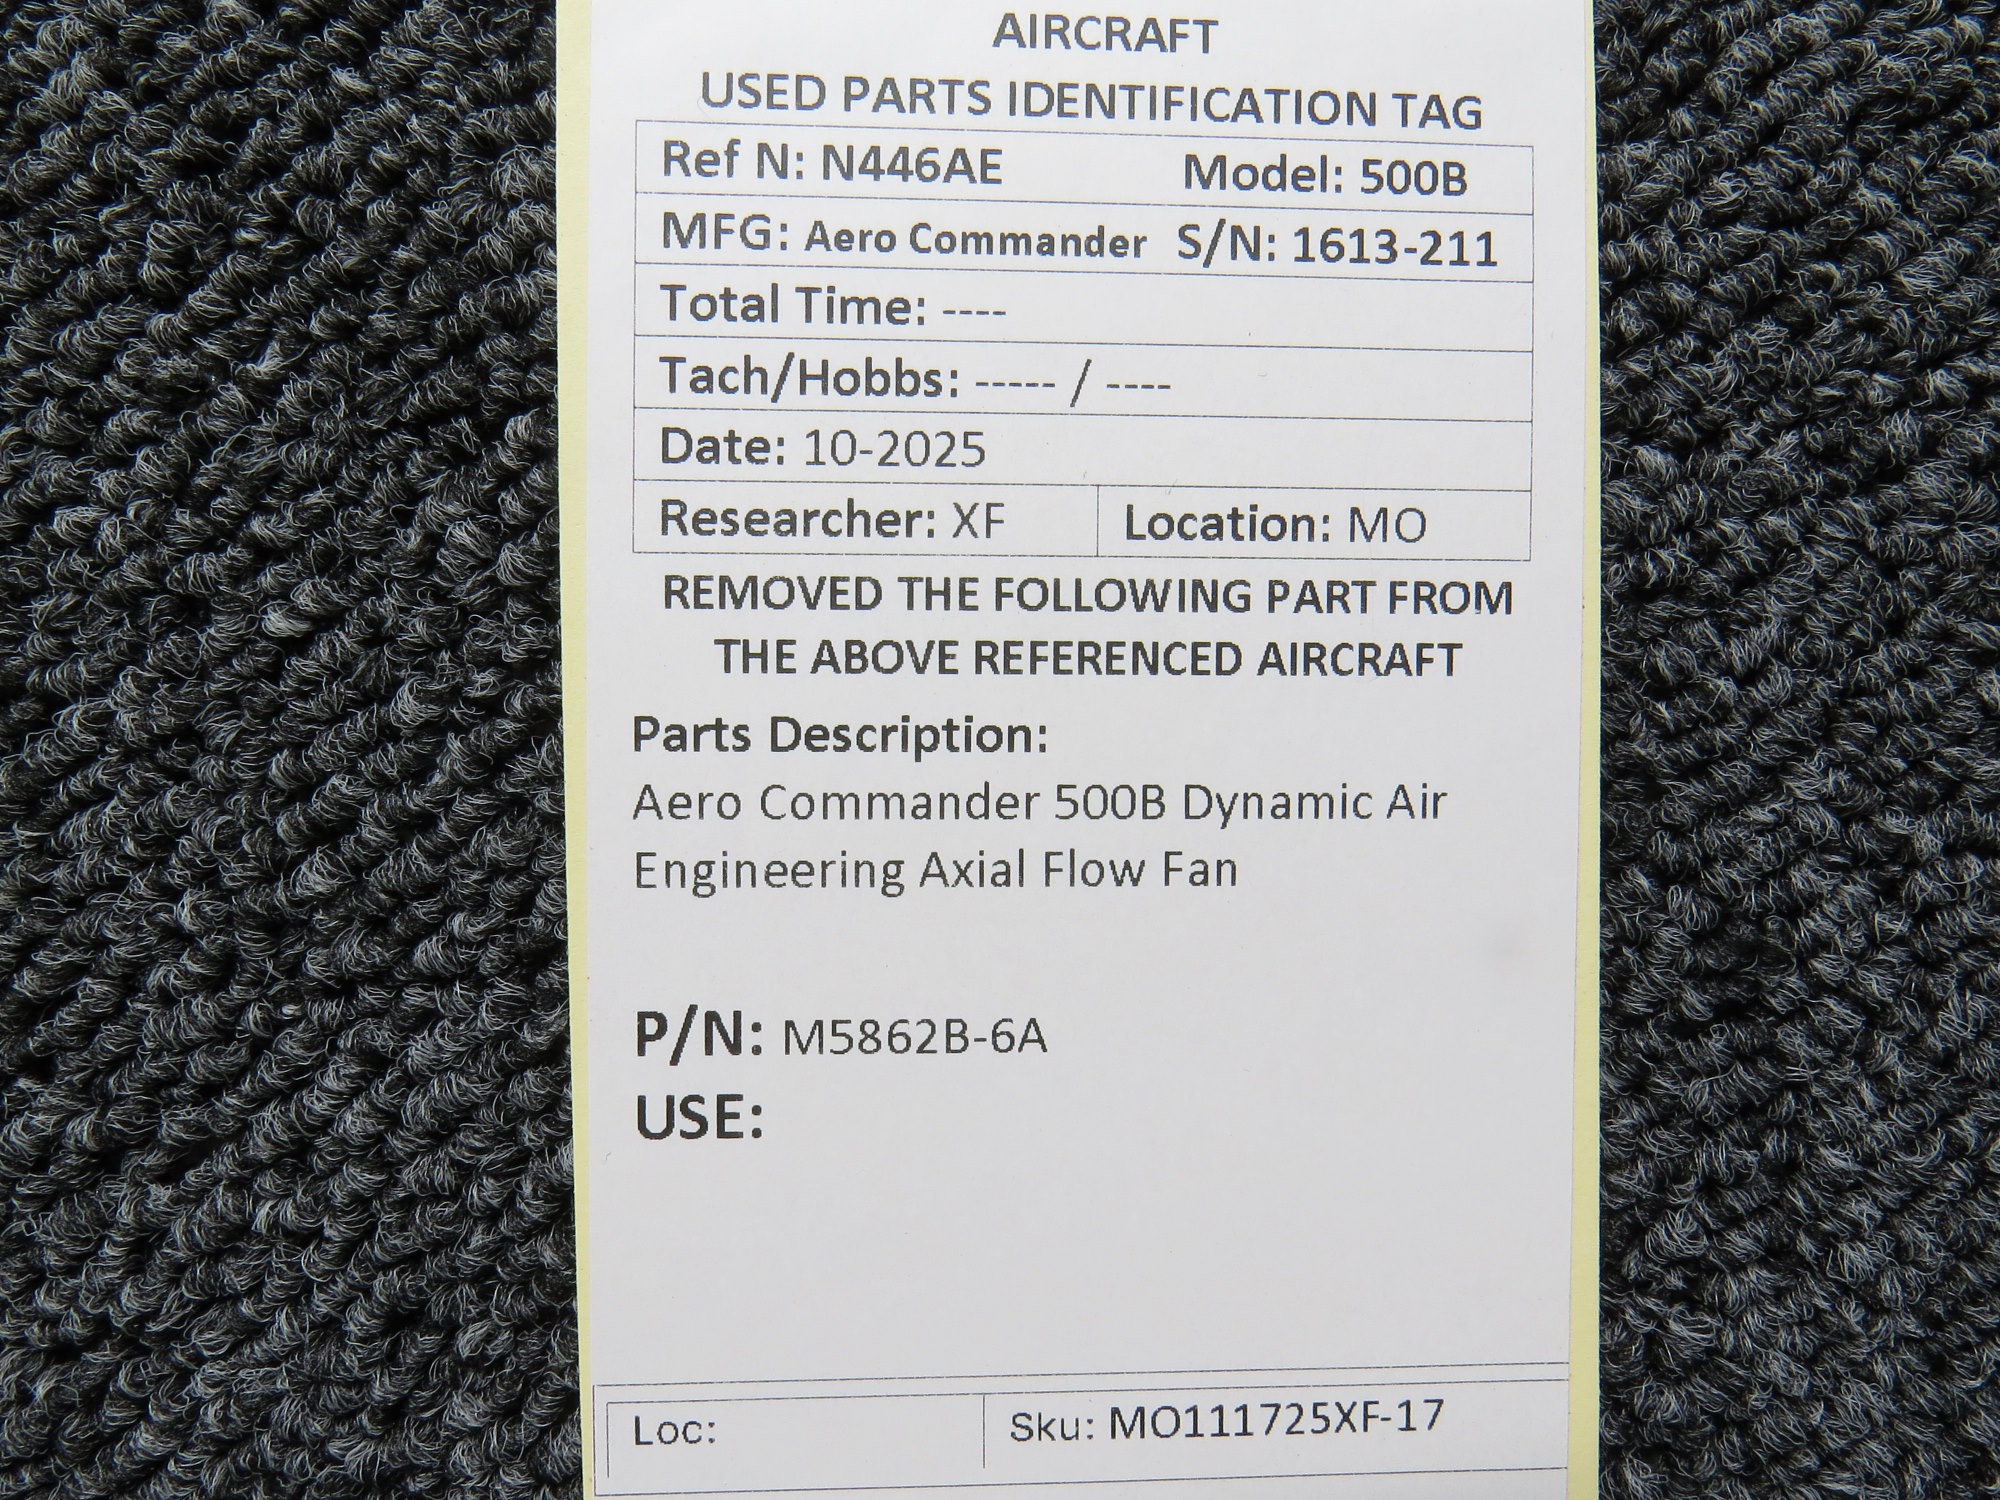 AIRCRAFT
USED PARTS IDENTIFICATION TAG
Ref N: N446AE Model: 500B
MFG: Aero Commander S/N: 1613-211
Total Time: ----
Tach/Hobbs: ----- / ----
Date: 10-2025
Researcher: XF Location: MO
REMOVED THE FOLLOWING PART FROM
THE ABOVE REFERENCED AIRCRAFT
Parts Description:
Aero Commander 500B Dynamic Air
Engineering Axial Flow Fan
P/N: M5862B-6A
USE:
Loc: Sku: MO111725XF-17